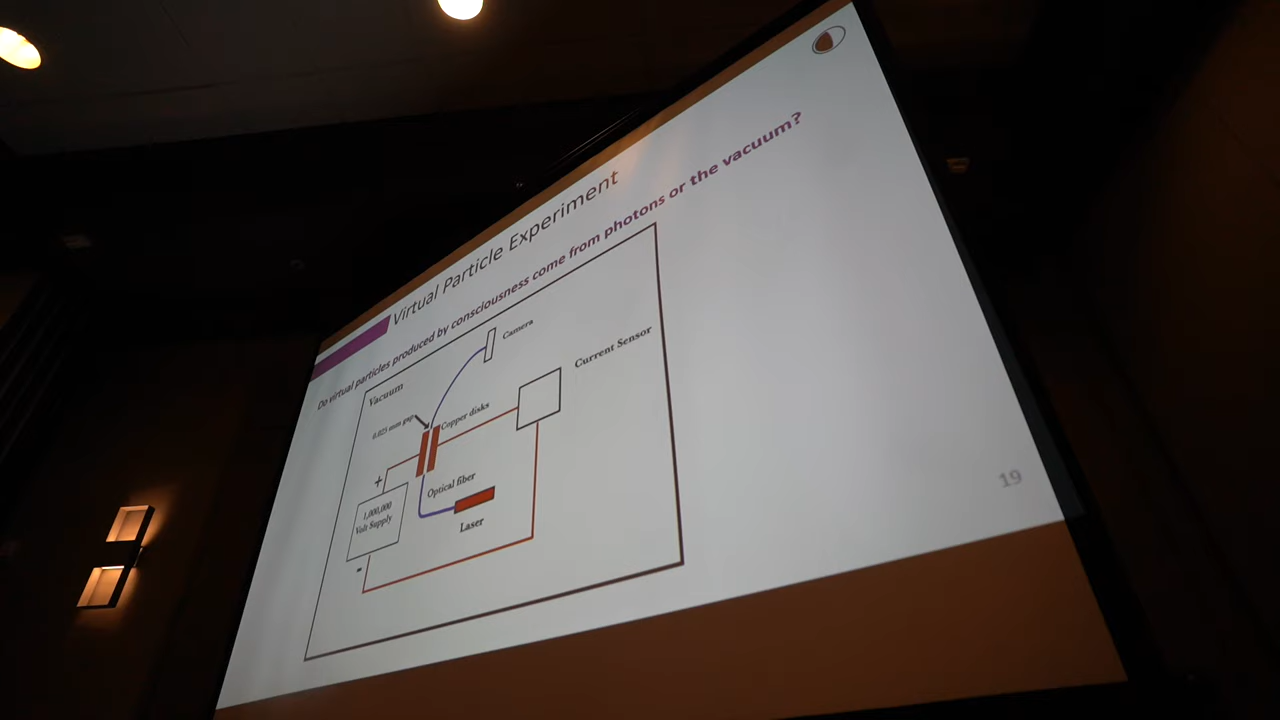 Virtual Particle Experiment
Do virtual particles produced by consciousness come from photons or the vacuum?
Vacuum
Camera
Current Sensor
0.025 mm gap
Copper disks
+
Optical fiber
1,000,000
Volt Supply
Laser
-
19